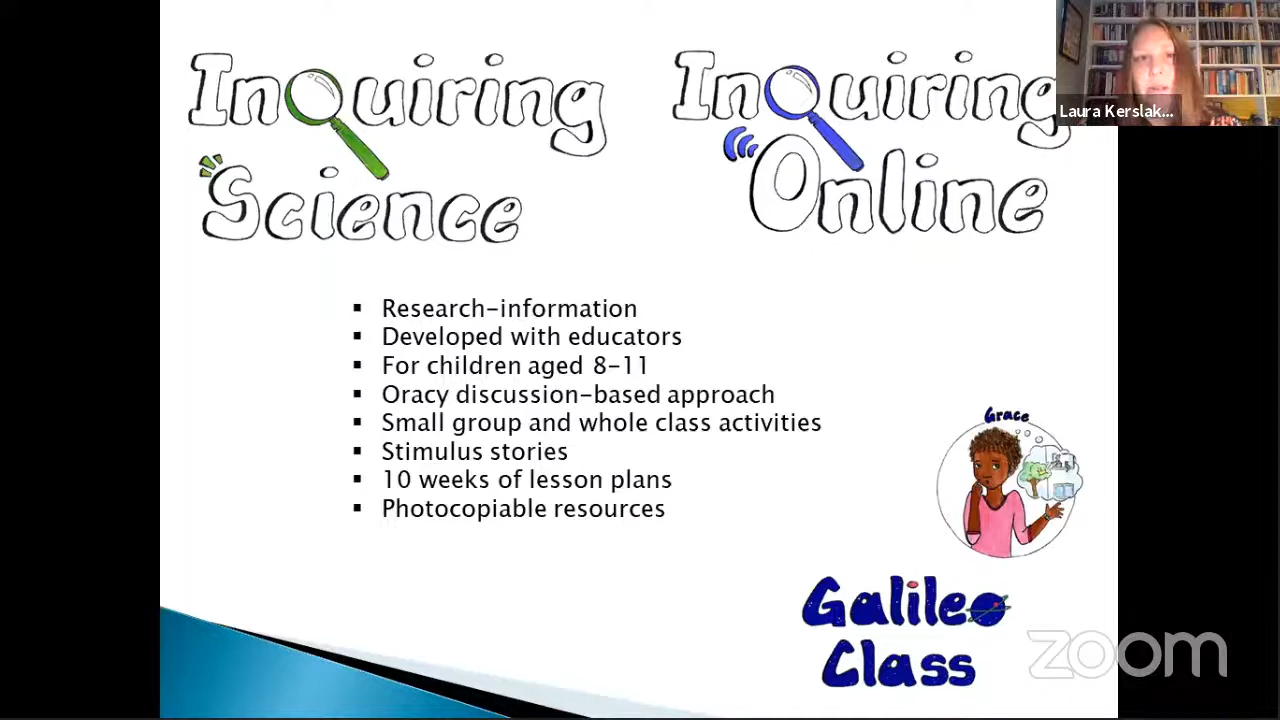 Inquiring
Science
Inquiring
Online
Laura Kerslak...
▪ Research-information
▪ Developed with educators
▪ For children aged 8-11
▪ Oracy discussion-based approach
▪ Small group and whole class activities
▪ Stimulus stories
▪ 10 weeks of lesson plans
▪ Photocopiable resources
Grace
Galileo
Class
zoom